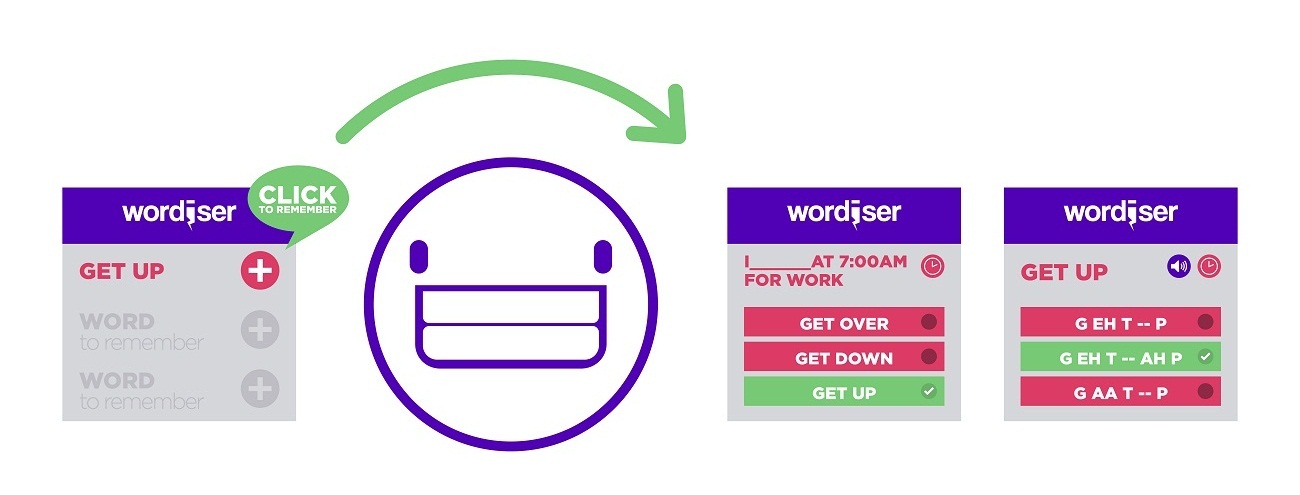 wordiser
CLICK
TO REMEMBER
GET UP
WORD
to remember
WORD
to remember
wordiser
I______AT 7:00AM
FOR WORK
GET OVER
GET DOWN
GET UP
wordiser
GET UP
G EH T -- P
G EH T -- AH P
G AA T -- P